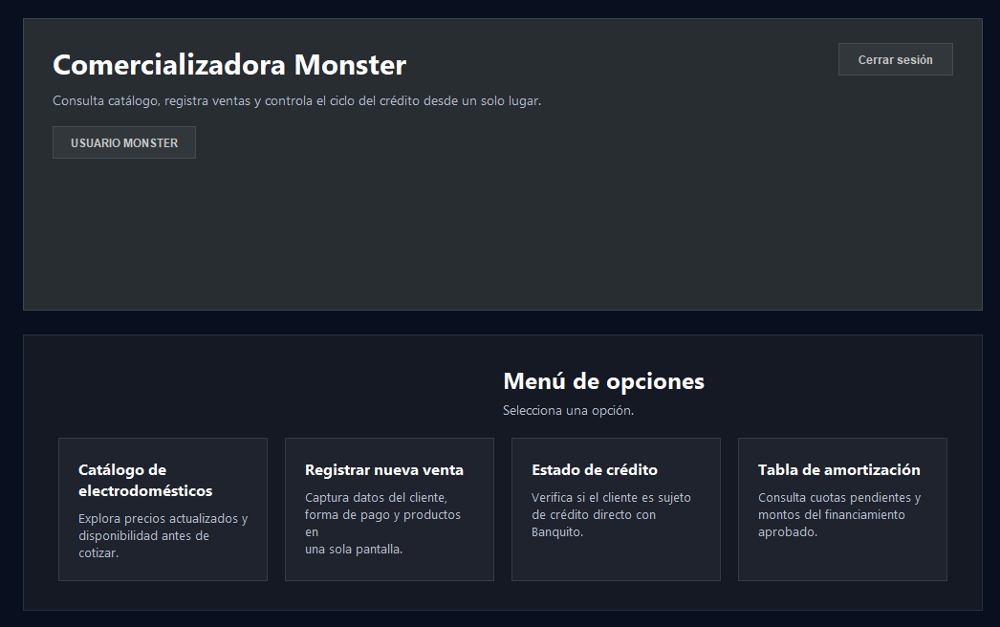 Comercializadora Monster
Cerrar sesión
Consulta catálogo, registra ventas y controla el ciclo del crédito desde un solo lugar.
USUARIO MONSTER
Menú de opciones
Selecciona una opción.
Catálogo de
electrodomésticos
Explora precios actualizados y
disponibilidad antes de
cotizar.
Registrar nueva venta
Captura datos del cliente,
forma de pago y productos
en
una sola pantalla.
Estado de crédito
Verifica si el cliente es sujeto
de crédito directo con
Banquito.
Tabla de amortización
Consulta cuotas pendientes y
montos del financiamiento
aprobado.